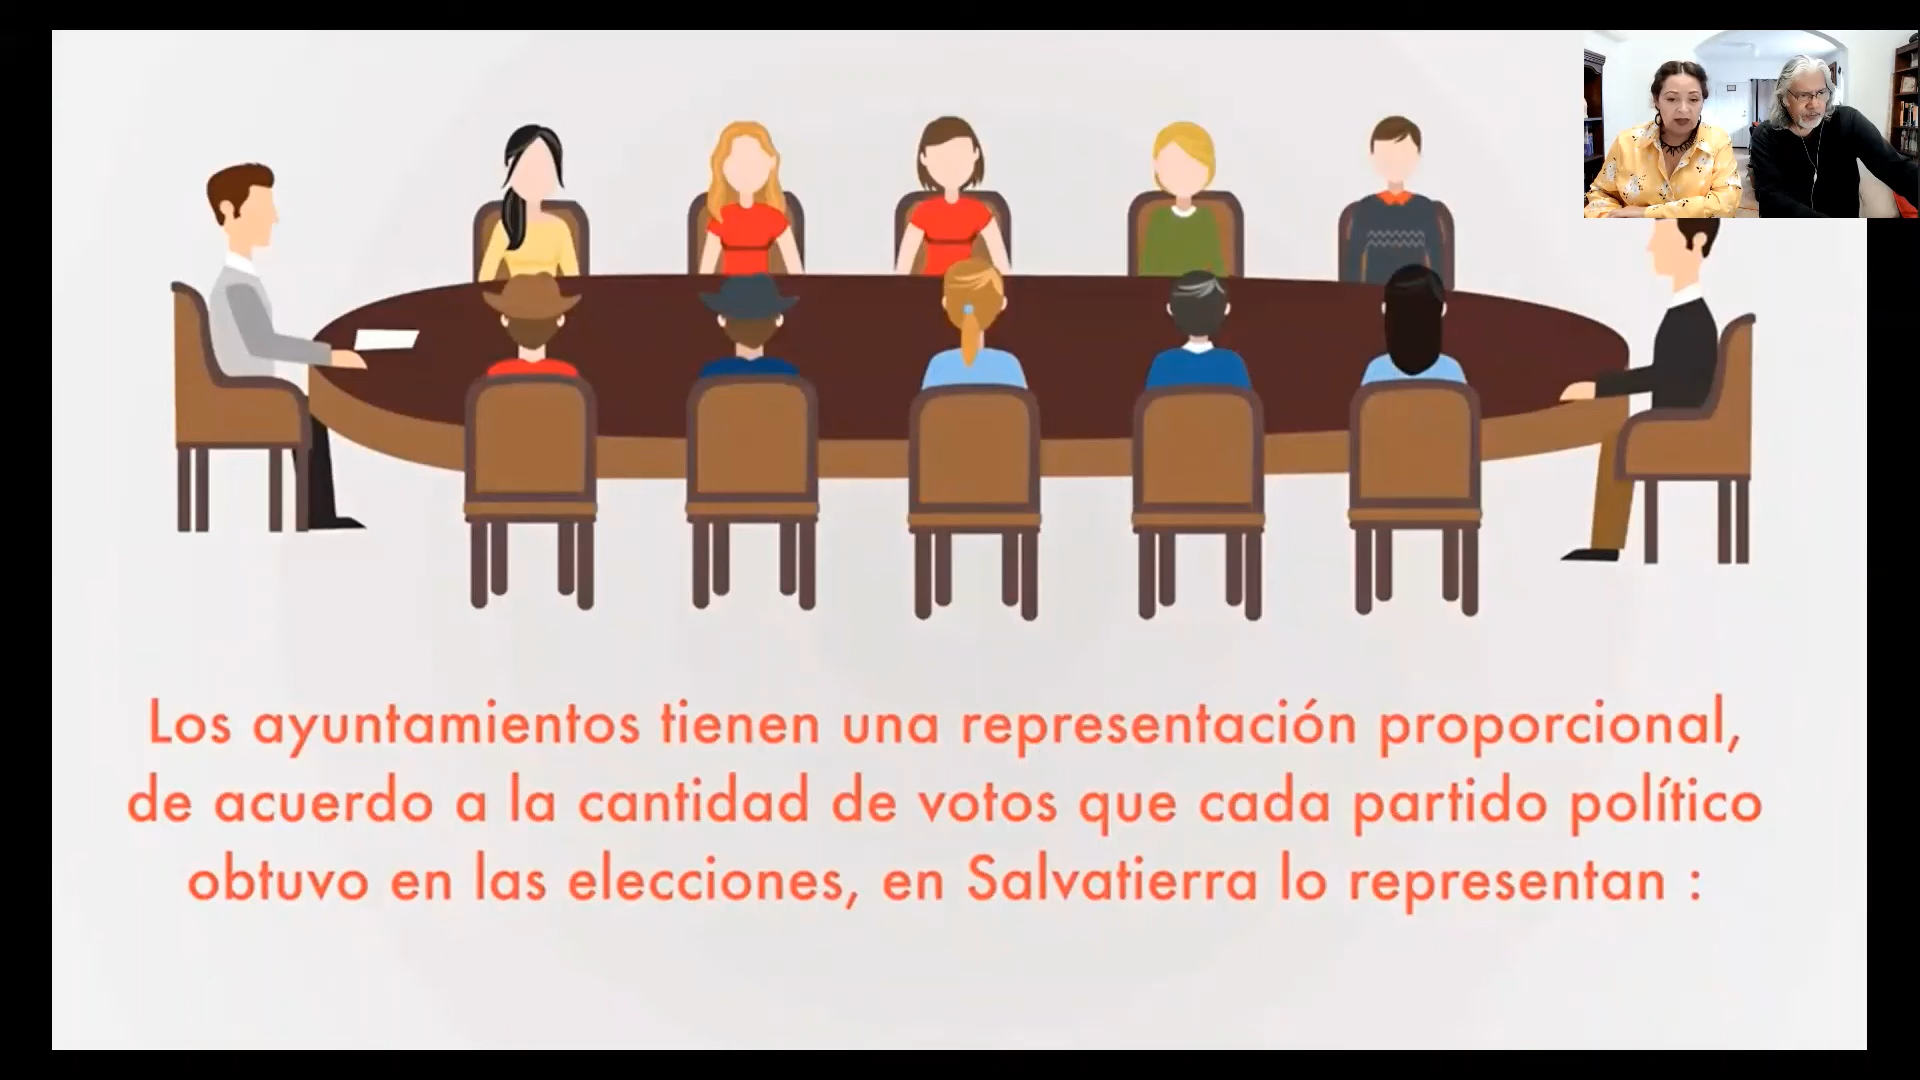 Los ayuntamientos tienen una representación proporcional,
de acuerdo a la cantidad de votos que cada partido político
obtuvo en las elecciones, en Salvatierra lo representan :